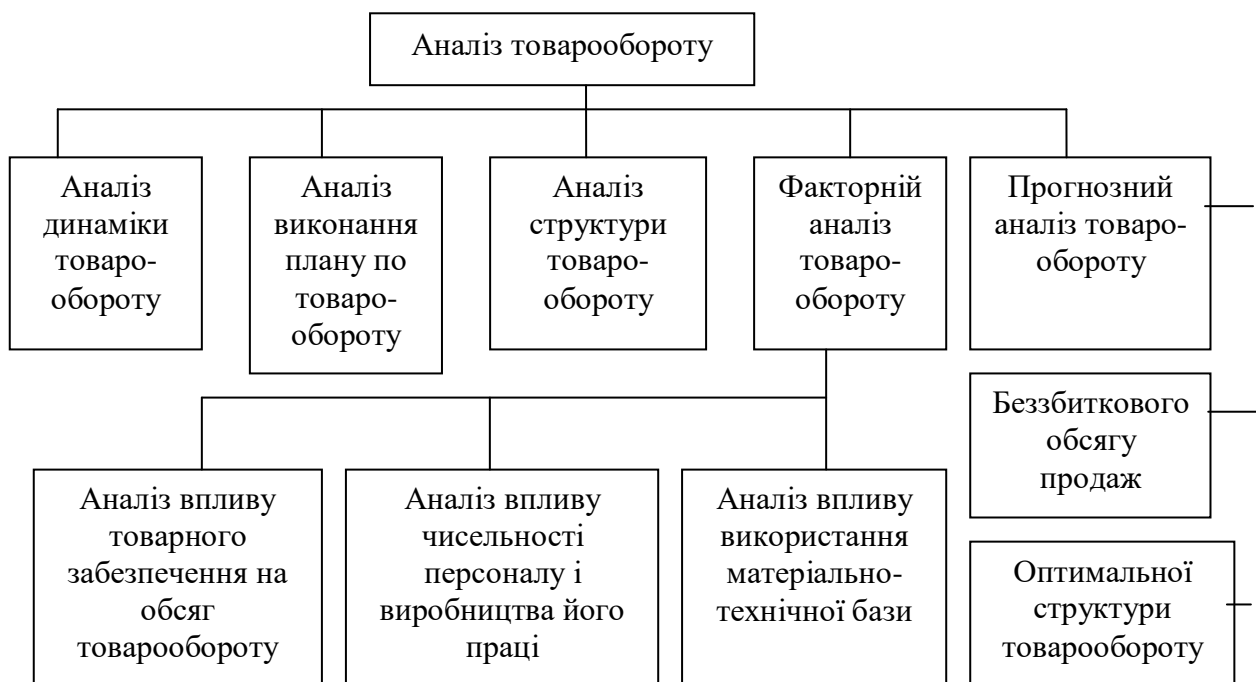 Аналіз товарообороту
Аналіз
динаміки
товаро-
обороту
Аналіз
виконання
плану по
товаро-
обороту
Аналіз
структури
товаро-
обороту
Факторній
аналіз
товаро-
обороту
Прогнозний
аналіз товаро-
обороту
Беззбиткового
обсягу
продаж
Аналіз впливу
товарного
забезпечення на
обсяг
товарообороту
Аналіз впливу
чисельності
персоналу і
виробництва його
праці
Аналіз впливу
використання
матеріально-
технічної бази
Оптимальної
структури
товарообороту